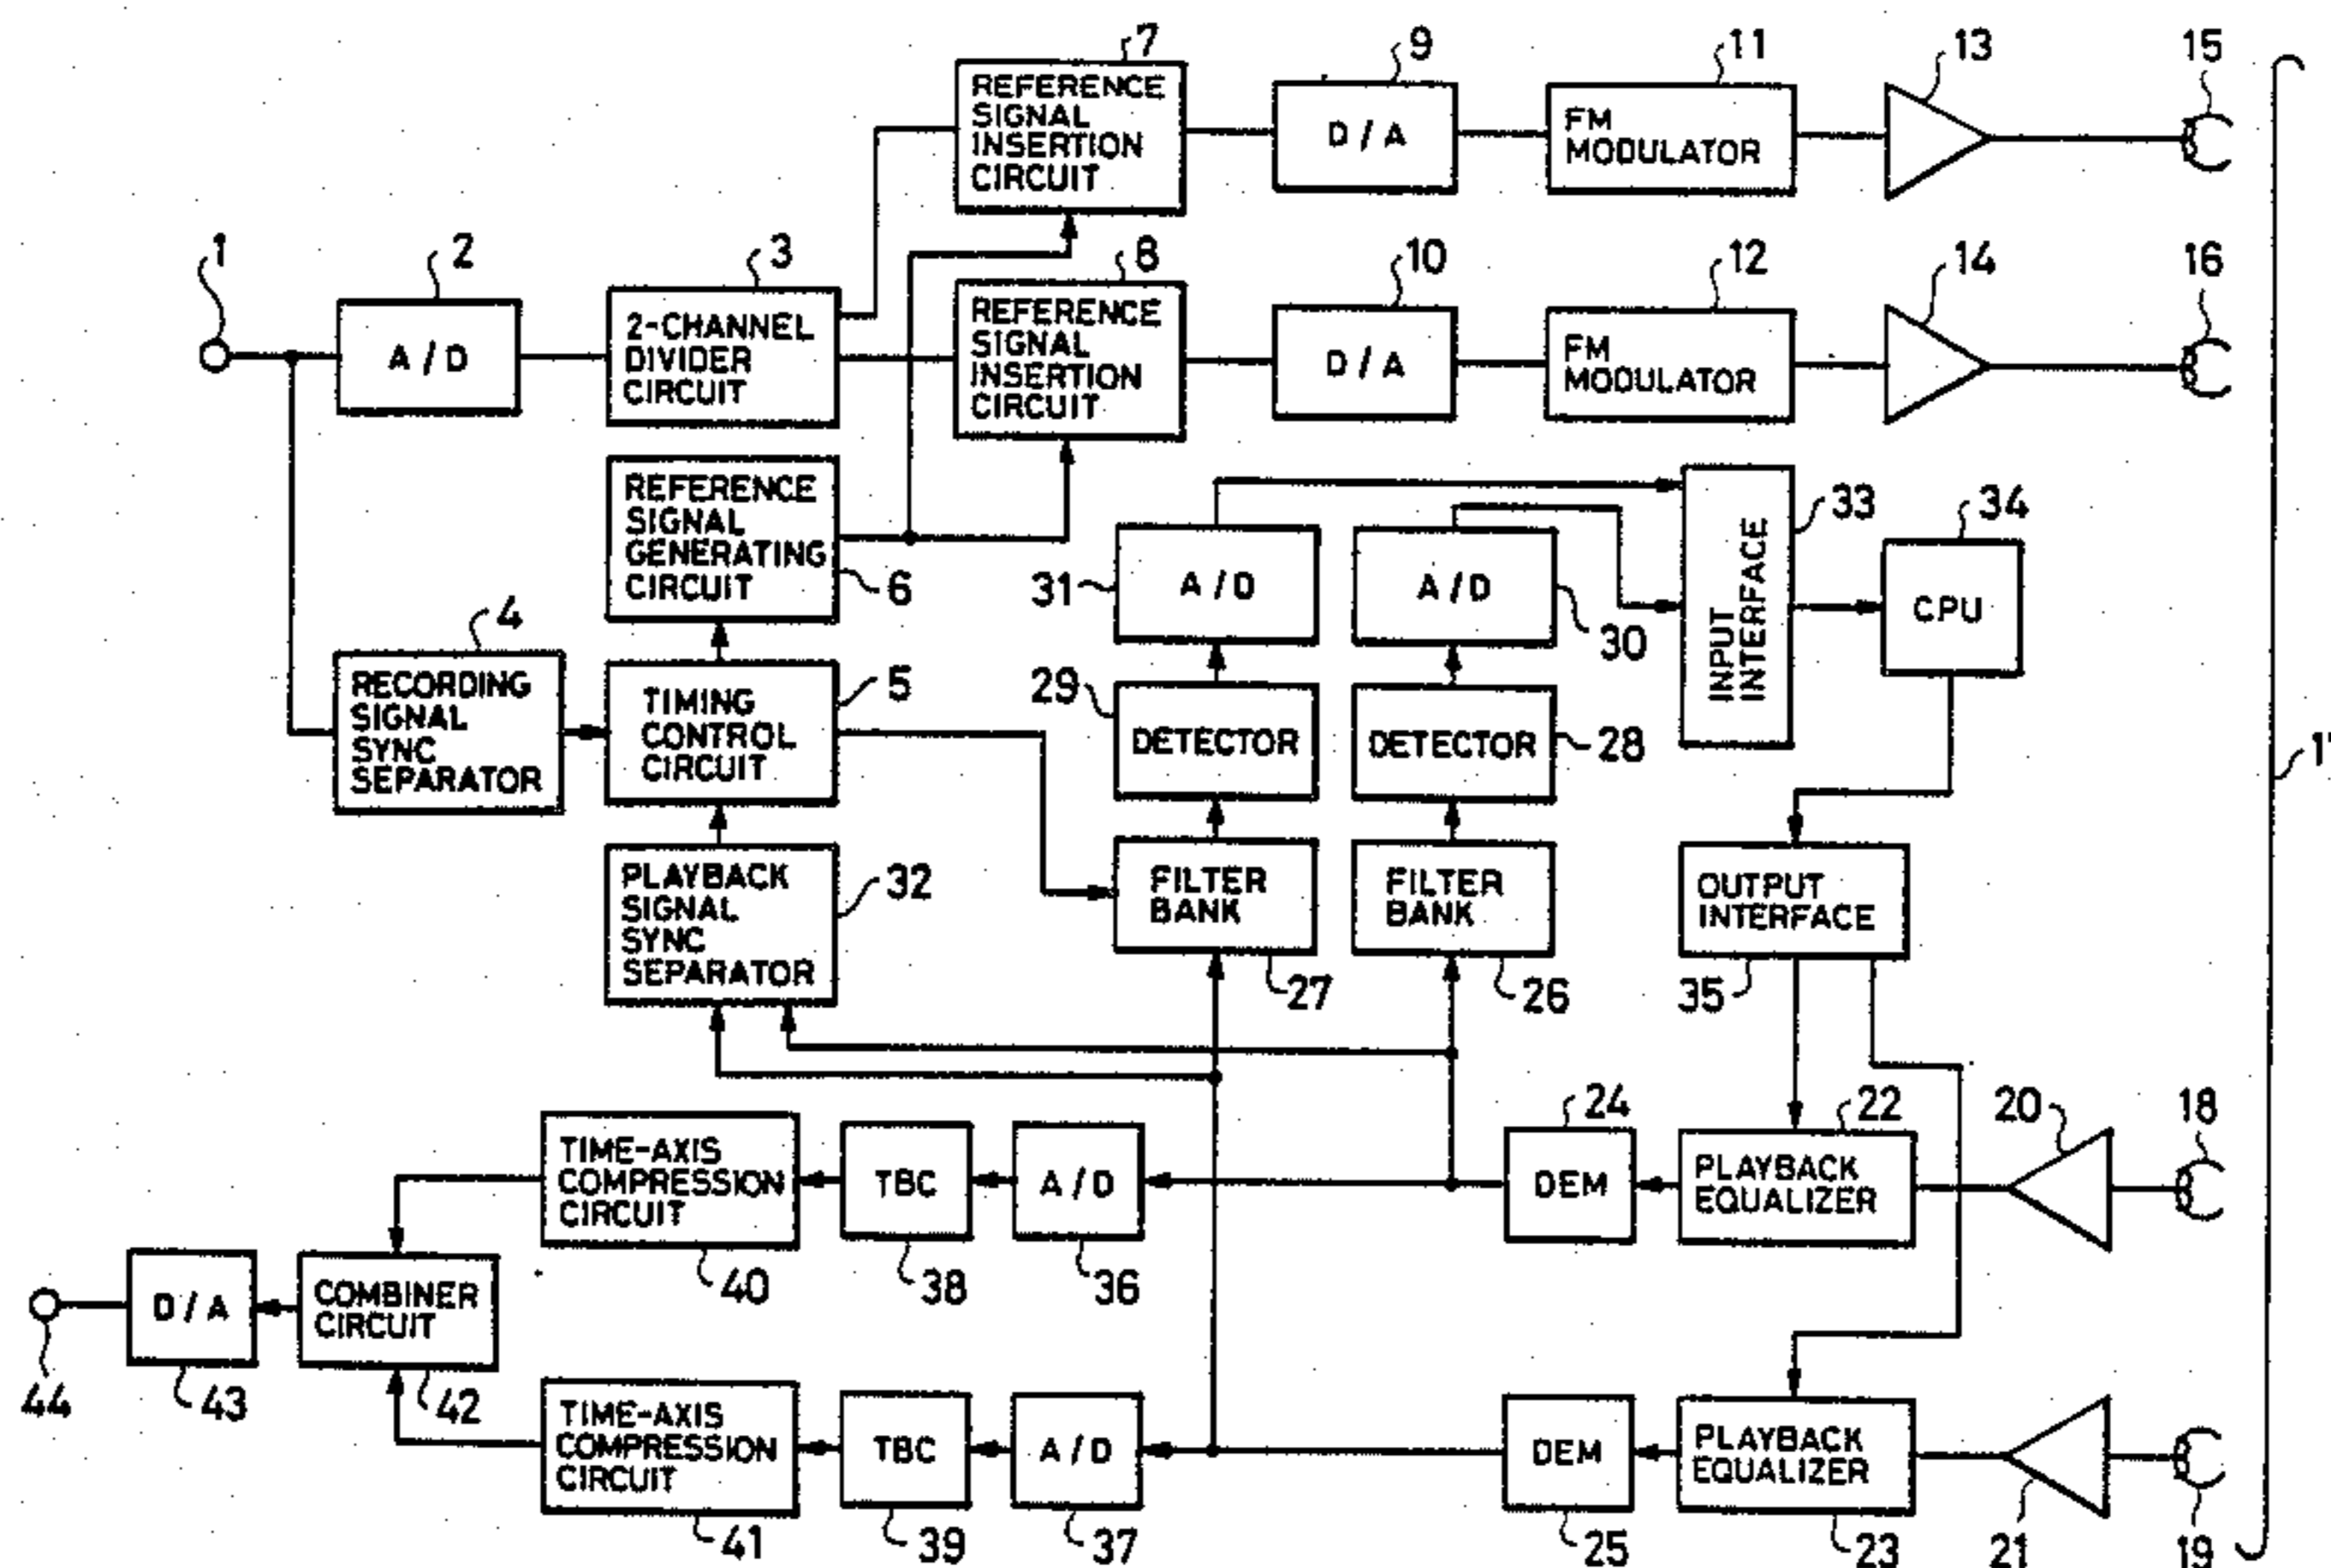 7
9
11
13
15
REFERENCE
SIGNAL
INSERTION
CIRCUIT
D/A
FM
MODULATOR
1
2
3
8
10
12
14
16
A/D
2-CHANNEL
DIVIDER
CIRCUIT
REFERENCE
SIGNAL
INSERTION
CIRCUIT
D/A
FM
MODULATOR
REFERENCE
SIGNAL
GENERATING
CIRCUIT
6
31
A/D
A/D
30
INPUT
INTERFACE
33
34
CPU
4
RECORDING
SIGNAL
SYNC
SEPARATOR
TIMING
CONTROL
CIRCUIT
5
29
DETECTOR
DETECTOR
28
PLAYBACK
SIGNAL
SYNC
SEPARATOR
32
FILTER
BANK
27
FILTER
BANK
26
OUTPUT
INTERFACE
35
TIME-AXIS
COMPRESSION
CIRCUIT
40
TBC
38
A/D
36
24
DEM
22
PLAYBACK
EQUALIZER
20
18
44
D/A
43
COMBINER
CIRCUIT
42
TIME-AXIS
COMPRESSION
CIRCUIT
41
TBC
39
A/D
37
DEM
25
PLAYBACK
EQUALIZER
23
21
19